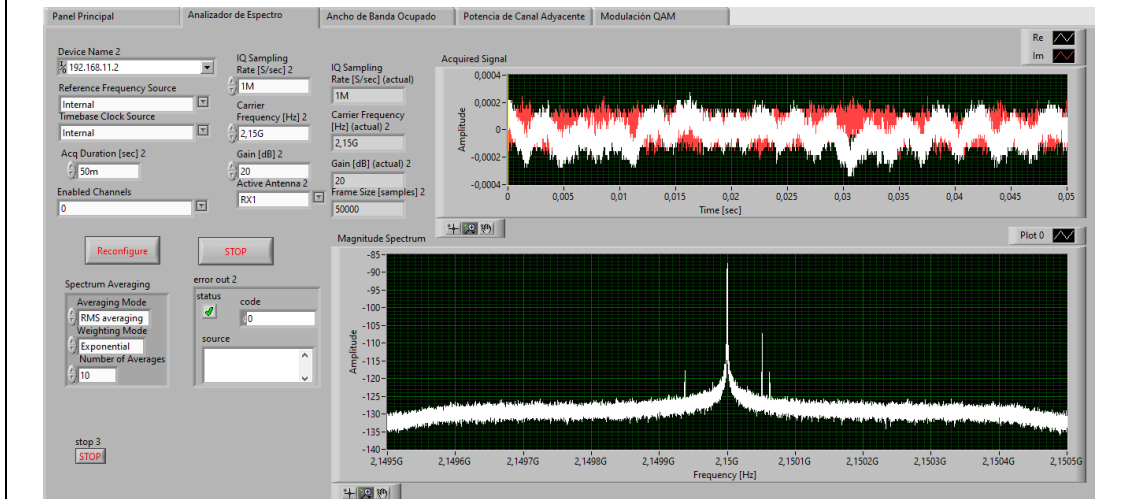 Panel Principal
Analizador de Espectro
Ancho de Banda Ocupado
Potencia de Canal Adyacente
Modulación QAM
Device Name 2
192.168.11.2
Reference Frequency Source
Internal
Timebase Clock Source
Internal
Acq Duration [sec] 2
50m
Enabled Channels
0
IQ Sampling
Rate [S/sec] 2
1M
Carrier
Frequency [Hz] 2
2,15G
Gain [dB] 2
20
Active Antenna 2
RX1
IQ Sampling
Rate [S/sec] (actual)
1M
Carrier Frequency
[Hz] (actual) 2
2,15G
Gain [dB] (actual) 2
20
Frame Size [samples] 2
50000
Reconfigure
STOP
Spectrum Averaging
Averaging Mode
RMS averaging
Weighting Mode
Exponential
Number of Averages
10
error out 2
status
code
0
source
stop 3
STOP
Acquired Signal
Re
Im
Amplitude
0,0004
0,0002
0
-0,0002
-0,0004
0 0,005 0,01 0,015 0,02 0,025 0,03 0,035 0,04 0,045 0,05
Time [sec]
Magnitude Spectrum
Plot 0
Amplitude
-85
-90
-95
-100
-105
-110
-115
-120
-125
-130
-135
-140
2,1495G 2,1496G 2,1497G 2,1498G 2,1499G 2,15G 2,1501G 2,1502G 2,1503G 2,1504G 2,1505G
Frequency [Hz]